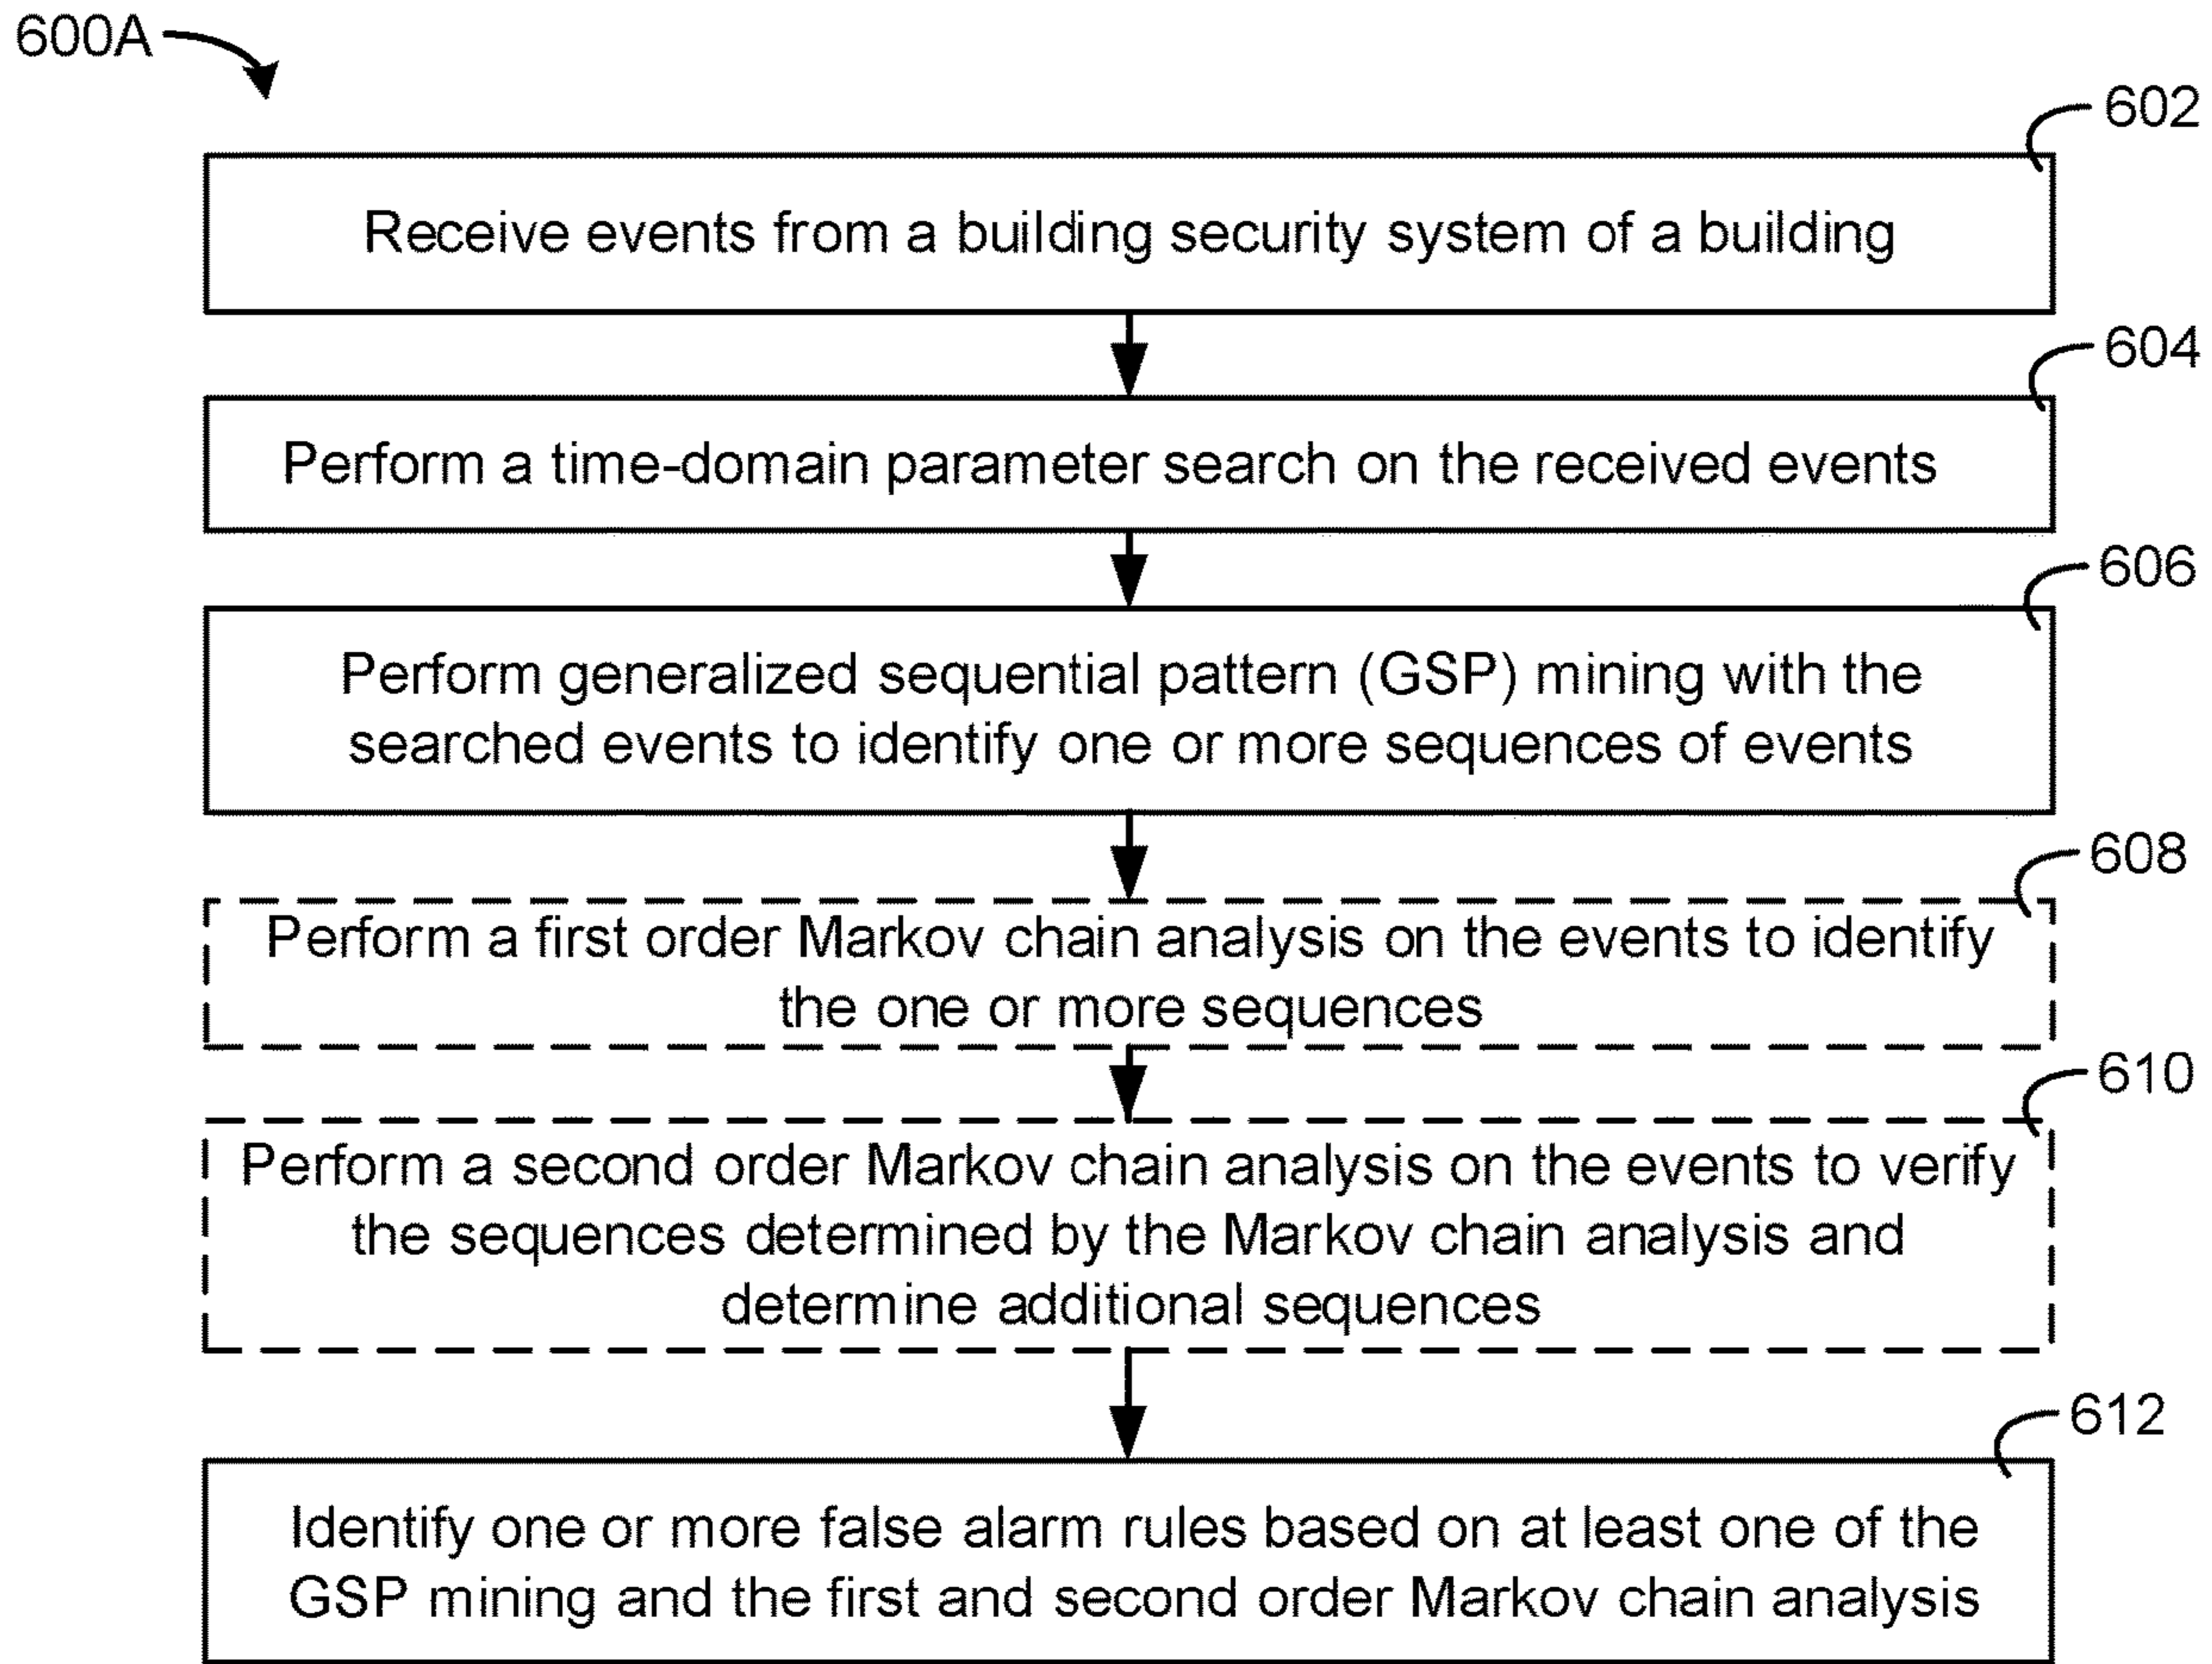 600A
602
Receive events from a building security system of a building
604
Perform a time-domain parameter search on the received events
606
Perform generalized sequential pattern (GSP) mining with the
searched events to identify one or more sequences of events
608
Perform a first order Markov chain analysis on the events to identify
the one or more sequences
610
Perform a second order Markov chain analysis on the events to verify
the sequences determined by the Markov chain analysis and
determine additional sequences
612
Identify one or more false alarm rules based on at least one of the
GSP mining and the first and second order Markov chain analysis